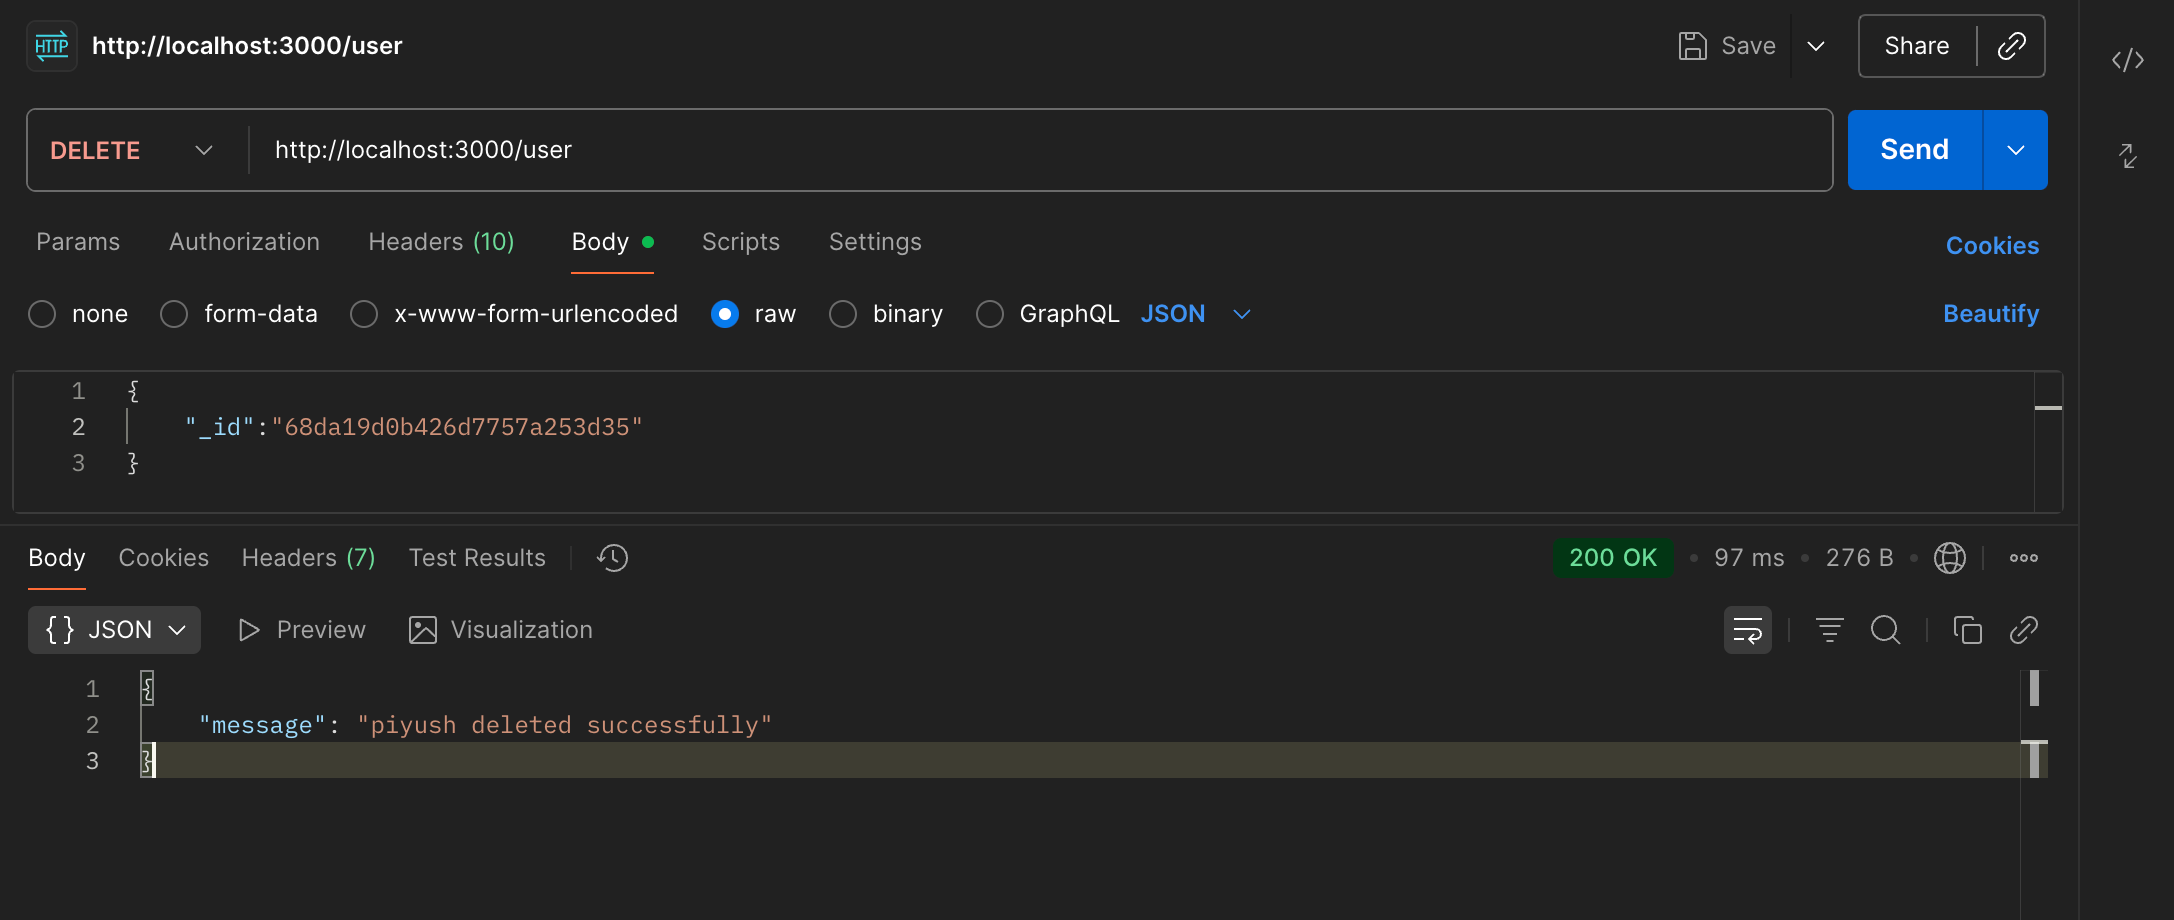 HTTP http://localhost:3000/user Save Share
DELETE http://localhost:3000/user Send
Params Authorization Headers (10) Body Scripts Settings Cookies
none form-data x-www-form-urlencoded raw binary GraphQL JSON Beautify
1 {
2 "_id":"68da19d0b426d7757a253d35"
3 }
Body Cookies Headers (7) Test Results 200 OK • 97 ms • 276 B •
{} JSON Preview Visualization
1 {
2 "message": "piyush deleted successfully"
3 }